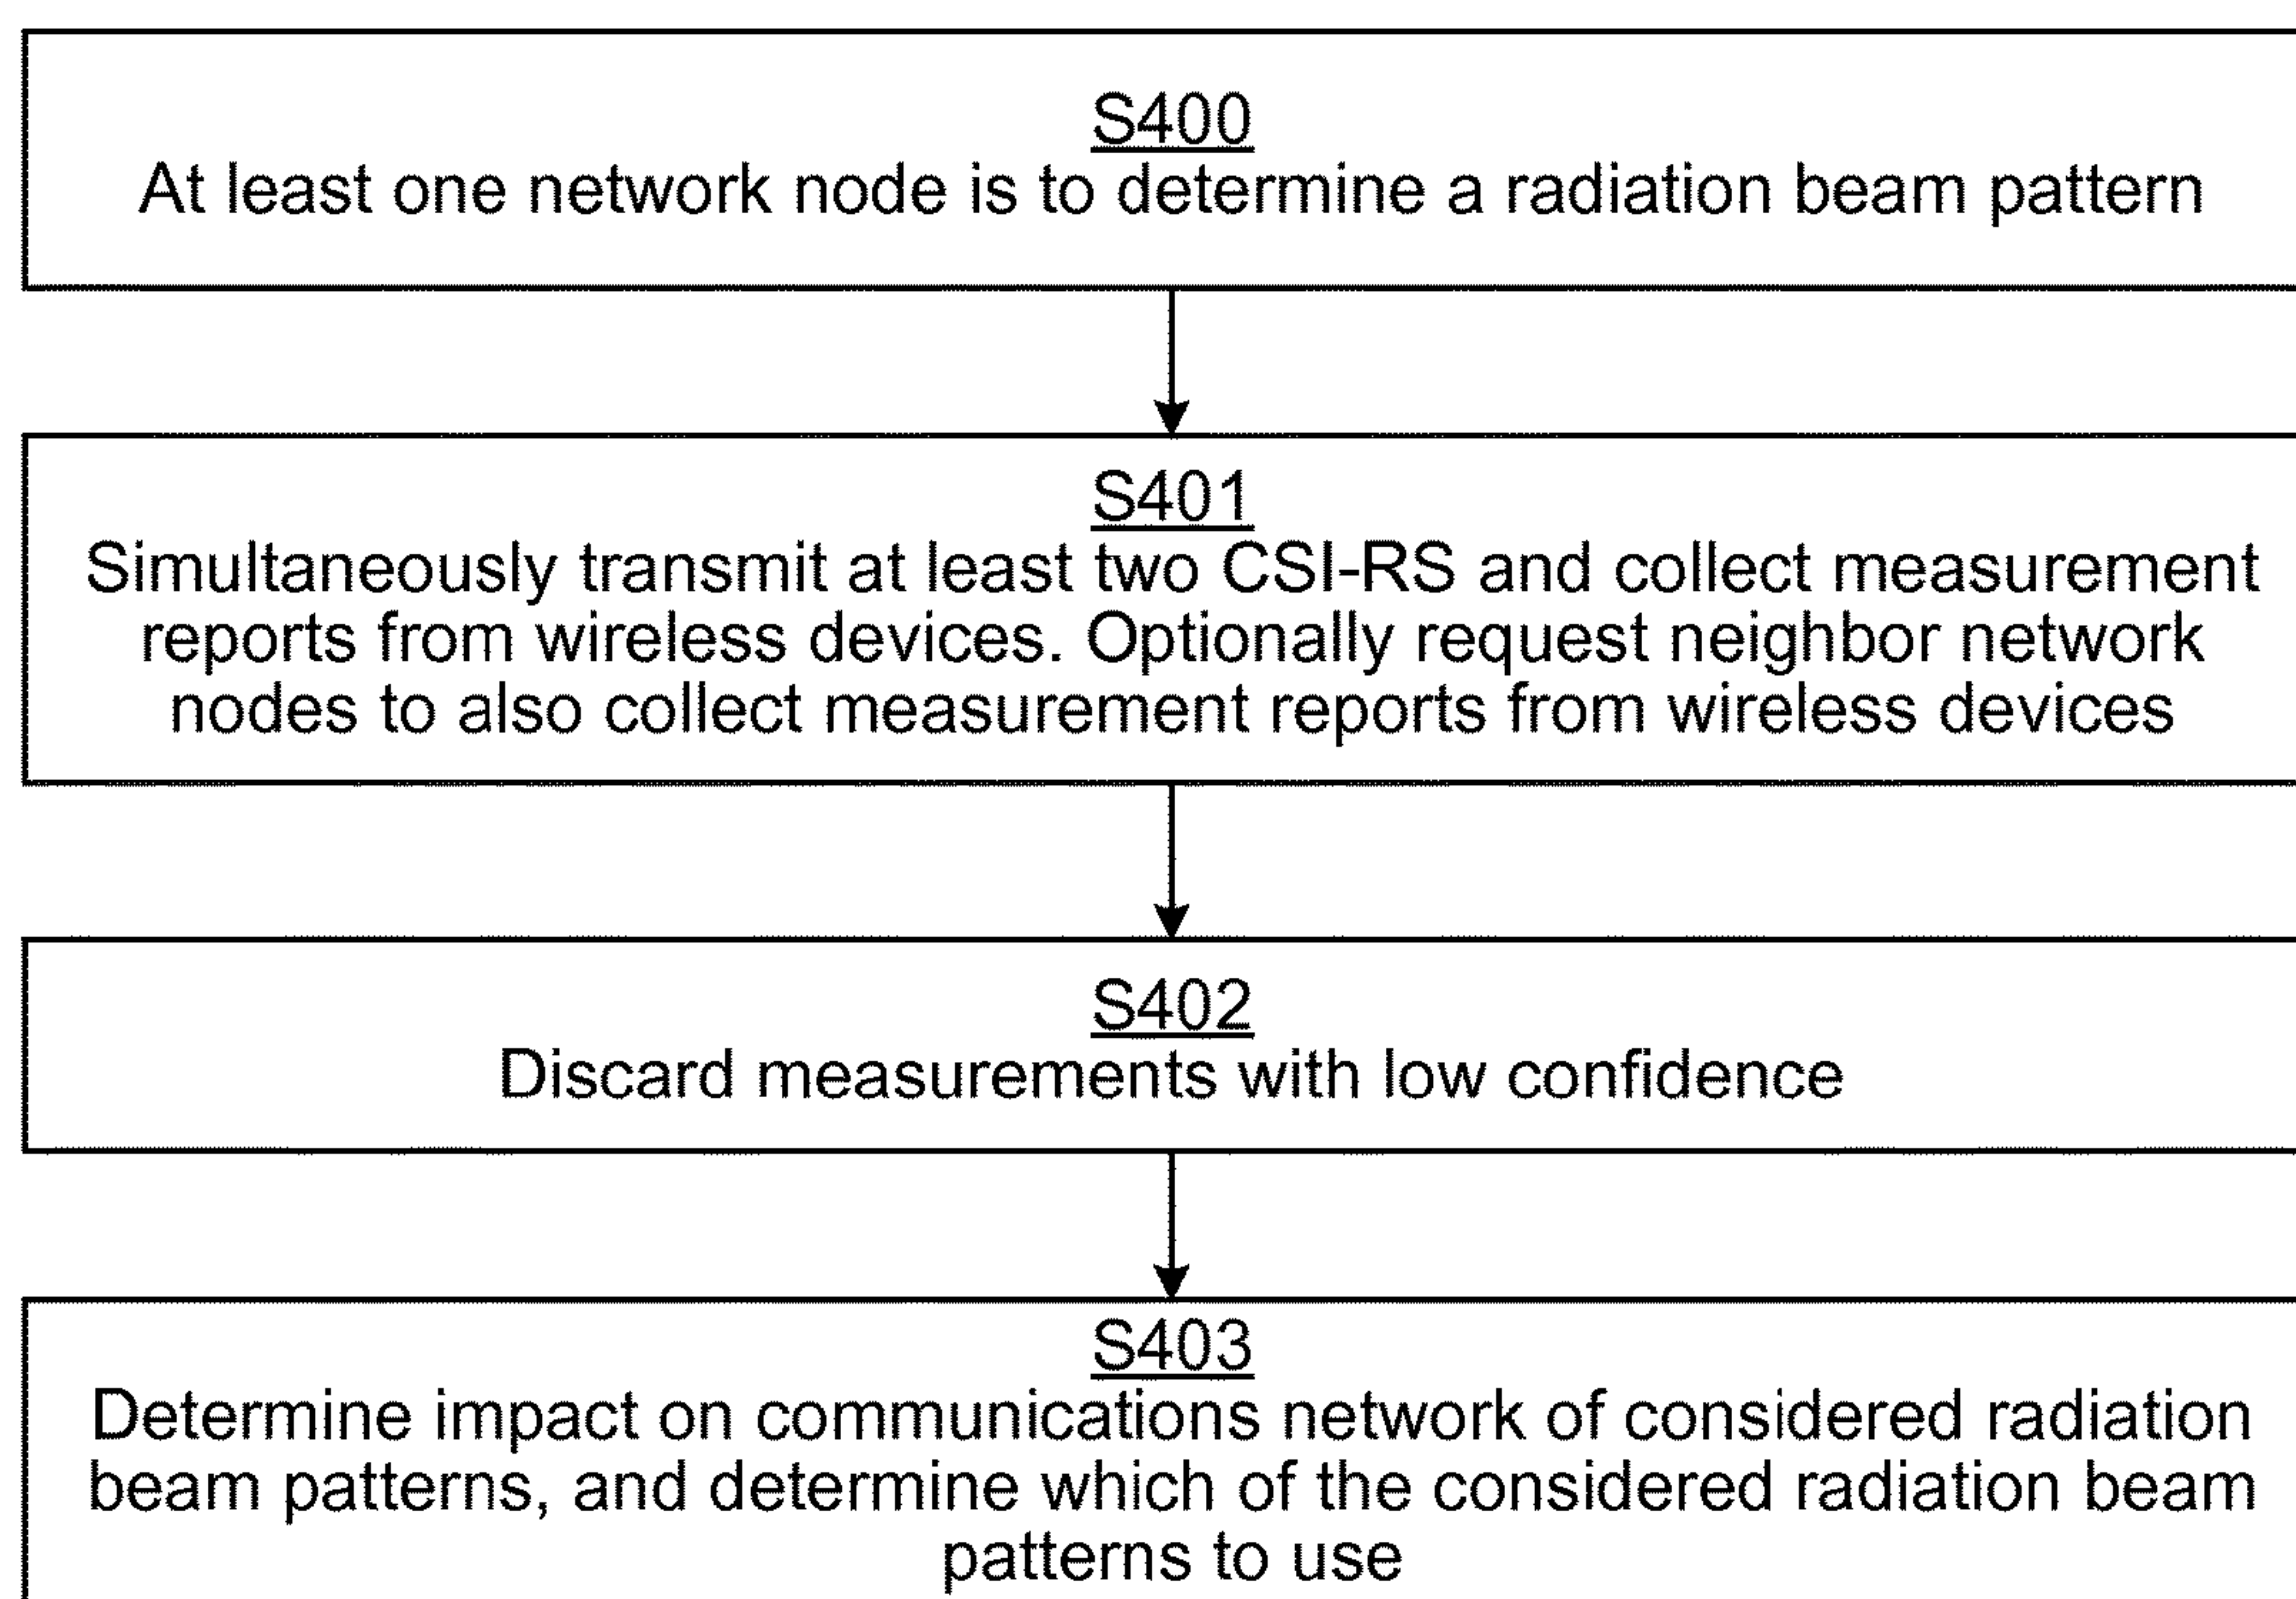 S400
At least one network node is to determine a radiation beam pattern
S401
Simultaneously transmit at least two CSI-RS and collect measurement
reports from wireless devices. Optionally request neighbor network
nodes to also collect measurement reports from wireless devices
S402
Discard measurements with low confidence
S403
Determine impact on communications network of considered radiation
beam patterns, and determine which of the considered radiation beam
patterns to use